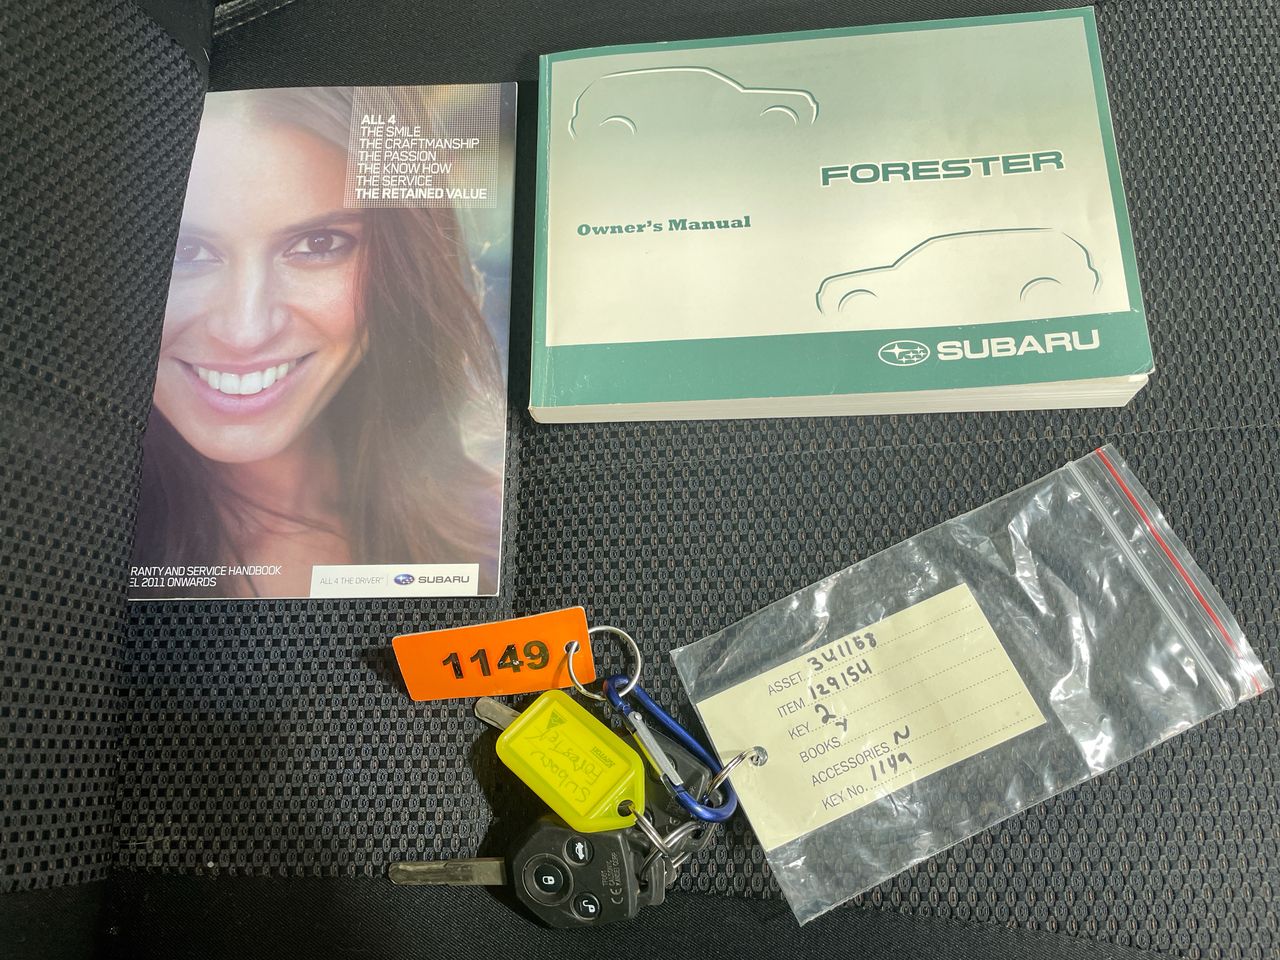 ALL 4
THE SMILE
THE CRAFTMANSHIP
THE PASSION
THE KNOW HOW
THE SERVICE
THE RETAINED VALUE
RANTY AND SERVICE HANDBOOK
EL 2011 ONWARDS
ALL 4 THE DRIVER
SUBARU
FORESTER
Owner's Manual
SUBARU
1149
Subaru
Forester
ASSET 341158
ITEM 129154
KEY 2x
BOOKS Y
ACCESSORIES N
KEY No. 1149